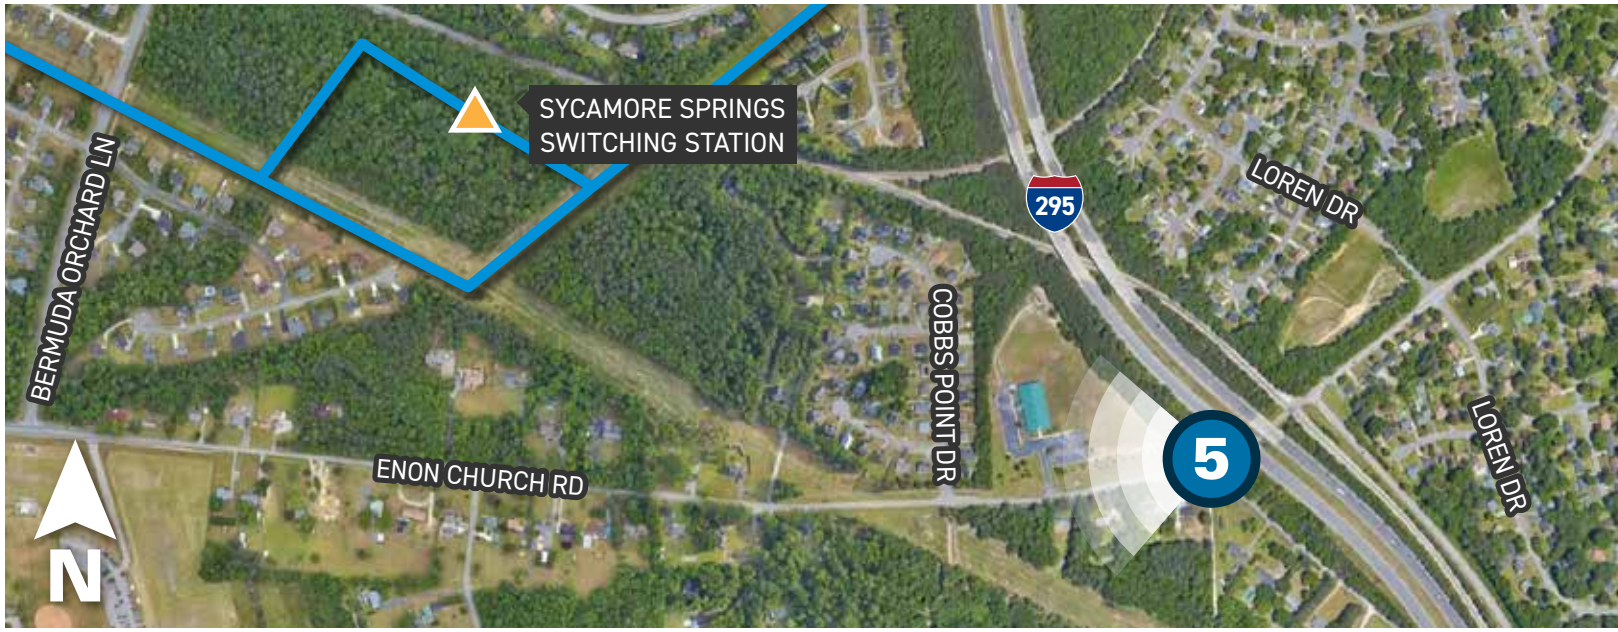 SYCAMORE SPRINGS
SWITCHING STATION
BERMUDA ORCHARD LN
295
LOREN DR
COBBS POINT DR
LOREN DR
5
ENON CHURCH RD
N